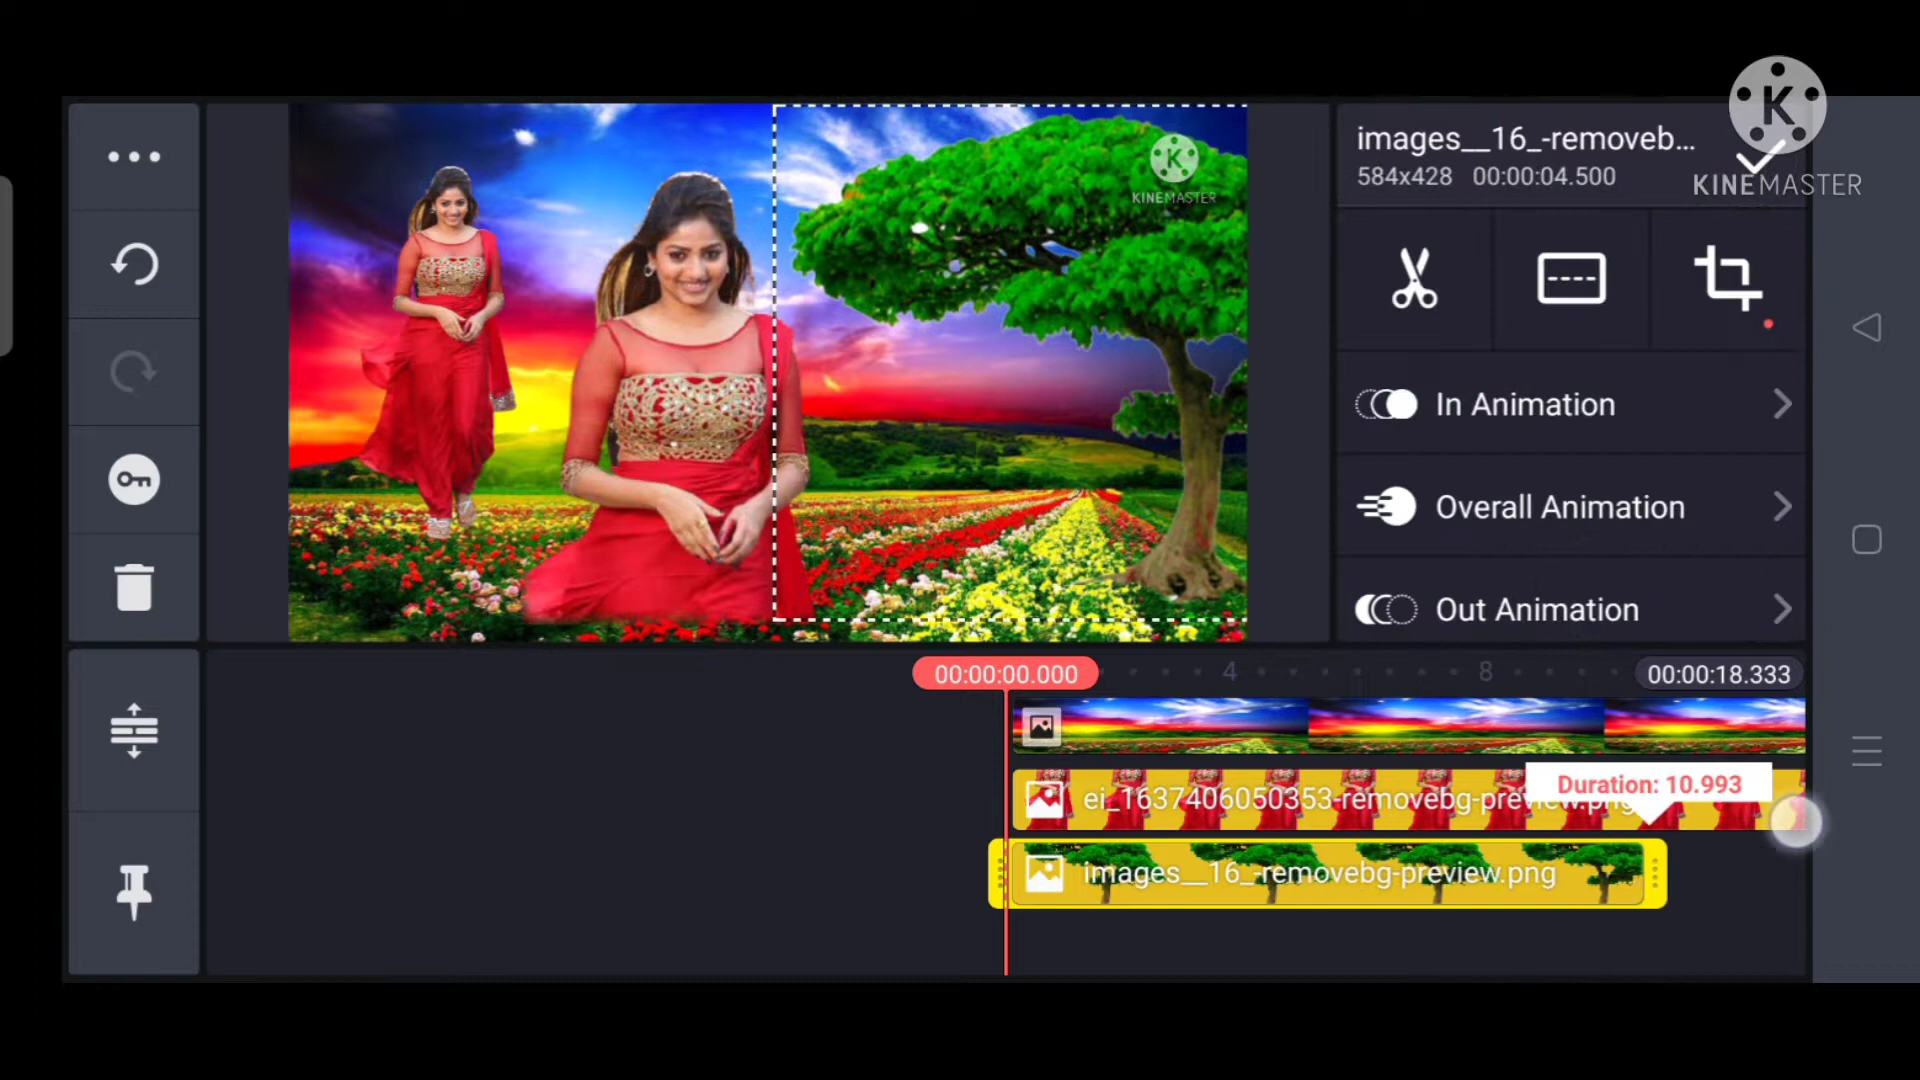 images__16_-removeb...
584x428 00:00:04.500
K
KINEMASTER
K
KINEMASTER
In Animation
Overall Animation
Out Animation
00:00:00.000
4
8
00:00:18.333
Duration: 10.993
ei_1637406050353-removebg-preview.png
images__16_-removebg-preview.png